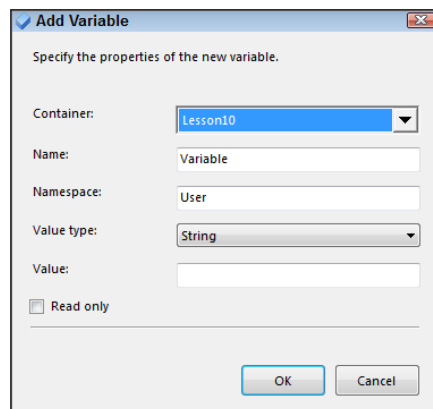 Add Variable
Specify the properties of the new variable.
Container:
Lesson10
Name:
Variable
Namespace:
User
Value type:
String
Value:
Read only
OK
Cancel